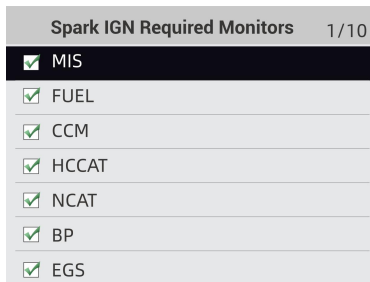 Spark IGN Required Monitors 1/10
MIS
FUEL
CCM
HCCAT
NCAT
BP
EGS